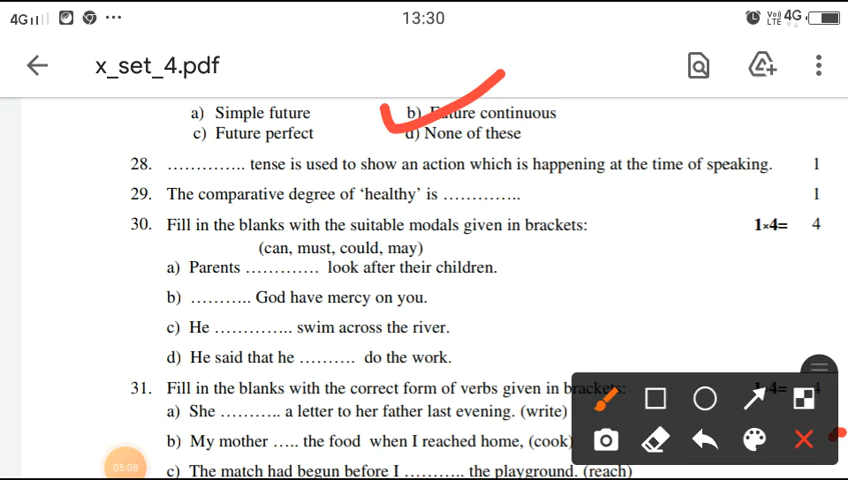 4G 13:30 Vo) LTE 4G
x_set_4.pdf
a) Simple future b) Future continuous
c) Future perfect d) None of these
28. ………….. tense is used to show an action which is happening at the time of speaking. 1
29. The comparative degree of ‘healthy’ is ………….. 1
30. Fill in the blanks with the suitable modals given in brackets: 1×4= 4
(can, must, could, may)
a) Parents …………. look after their children.
b) ……….. God have mercy on you.
c) He ………….. swim across the river.
d) He said that he ………. do the work.
31. Fill in the blanks with the correct form of verbs given in brackets: 1×4= 4
a) She ……….. a letter to her father last evening. (write)
b) My mother ….. the food when I reached home, (cook)
c) The match had begun before I ……….. the playground. (reach)
05:08